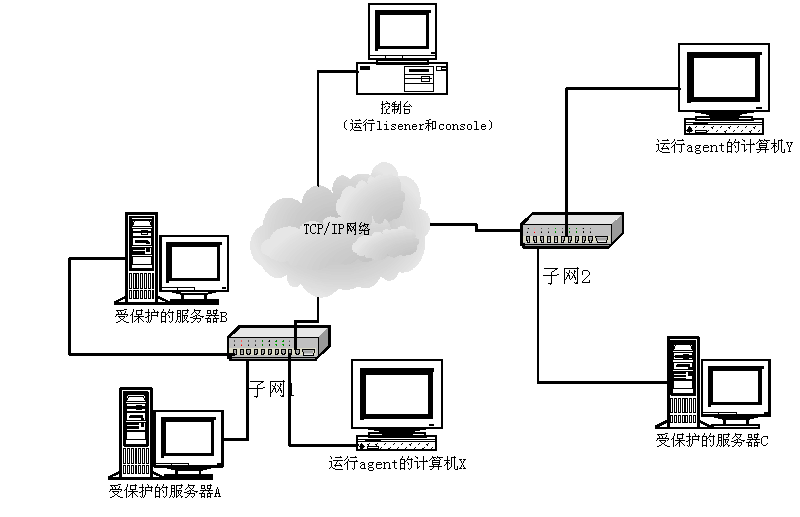 控制台
（运行lisener和console）
运行agent的计算机Y
TCP/IP网络
子网2
受保护的服务器B
子网1
受保护的服务器C
运行agent的计算机X
受保护的服务器A